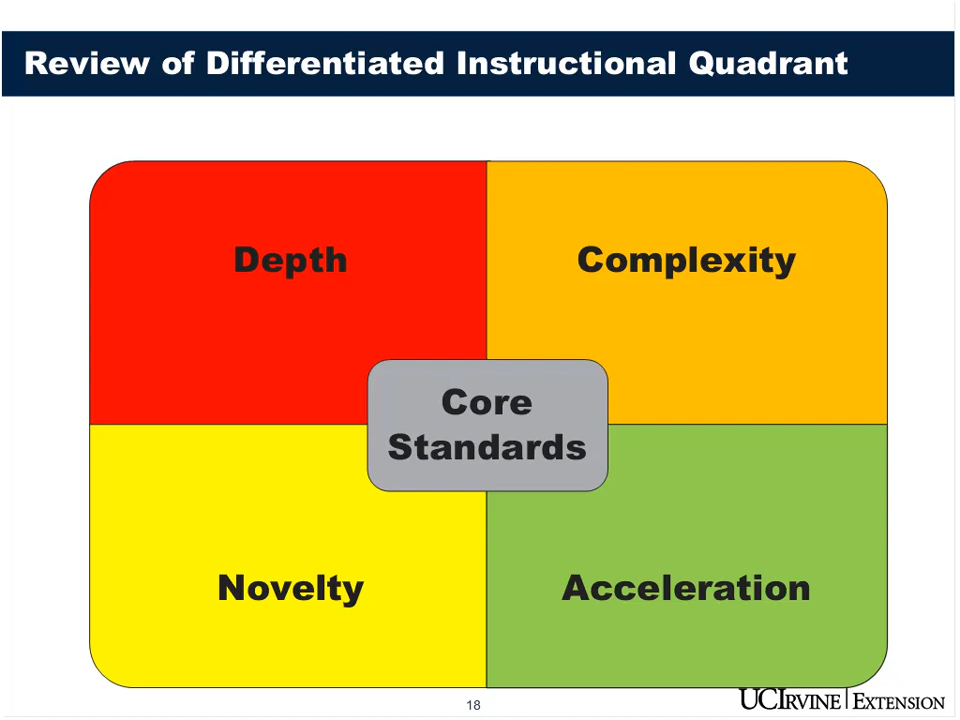 Review of Differentiated Instructional Quadrant
Depth
Complexity
Core
Standards
Novelty
Acceleration
18
UCIRVINE | EXTENSION